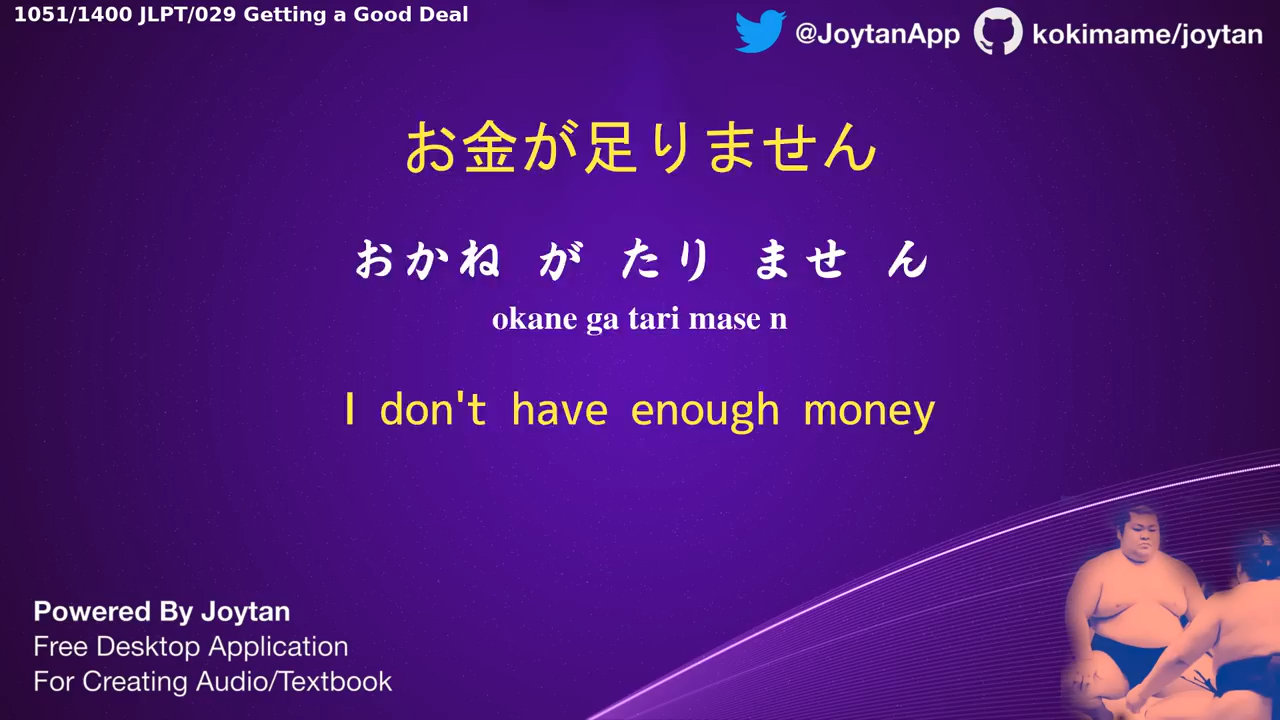 1051/1400 JLPT/029 Getting a Good Deal
@JoytanApp kokimame/joytan
お金が足りません
おかね が たり ませ ん
okane ga tari mase n
I don't have enough money
Powered By Joytan
Free Desktop Application
For Creating Audio/Textbook